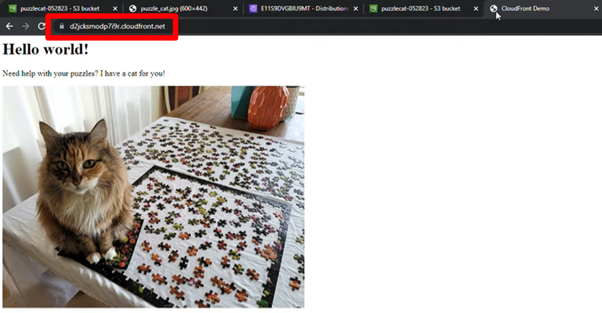 puzzlecat-052823 - S3 bucket
puzzle_cat.jpg (600×442)
E11S9DVGBIU9MT - Distribution
puzzlecat-052823 - S3 bucket
CloudFront Demo
d2jcksmodp7i9r.cloudfront.net
Hello world!
Need help with your puzzles? I have a cat for you!